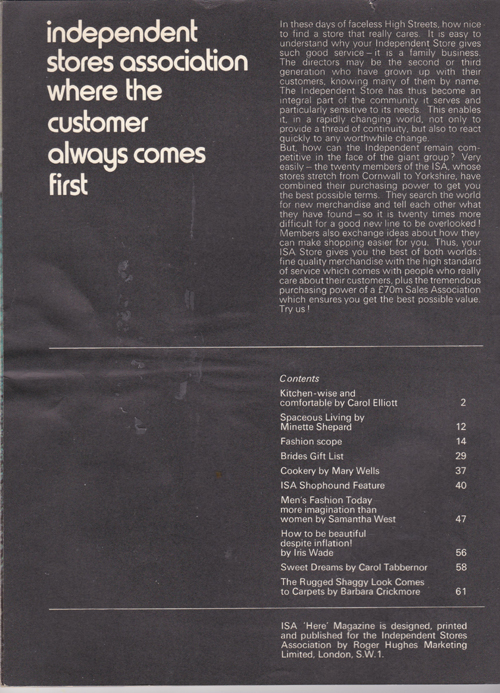 independent
stores association
where the
customer
always comes
first
In these days of faceless High Streets, how nice
to find a store that really cares. It is easy to
understand why your Independent Store gives
such good service – it is a family business.
The directors may be the second or third
generation who have grown up with their
customers, knowing many of them by name.
The Independent Store has thus become an
integral part of the community it serves and
particularly sensitive to its needs. This enables
it, in a rapidly changing world, not only to
provide a thread of continuity, but also to react
quickly to any worthwhile change.
But, how can the Independent remain com-
petitive in the face of the giant group? Very
easily – the twenty members of the ISA, whose
stores stretch from Cornwall to Yorkshire, have
combined their purchasing power to get you
the best possible terms. They search the world
for new merchandise and tell each other what
they have found – so it is twenty times more
difficult for a good new line to be overlooked!
Members also exchange ideas about how they
can make shopping easier for you. Thus, your
ISA Store gives you the best of both worlds:
fine quality merchandise with the high standard
of service which comes with people who really
care about their customers, plus the tremendous
purchasing power of a £70m Sales Association
which ensures you get the best possible value.
Try us!
Contents
Kitchen-wise and
comfortable by Carol Elliott 2
Spaceous Living by
Minette Shepard 12
Fashion scope 14
Brides Gift List 29
Cookery by Mary Wells 37
ISA Shophound Feature 40
Men's Fashion Today
more imagination than
women by Samantha West 47
How to be beautiful
despite inflation!
by Iris Wade 56
Sweet Dreams by Carol Tabbernor 58
The Rugged Shaggy Look Comes
to Carpets by Barbara Crickmore 61
ISA 'Here' Magazine is designed, printed
and published for the Independent Stores
Association by Roger Hughes Marketing
Limited, London, S.W.1.